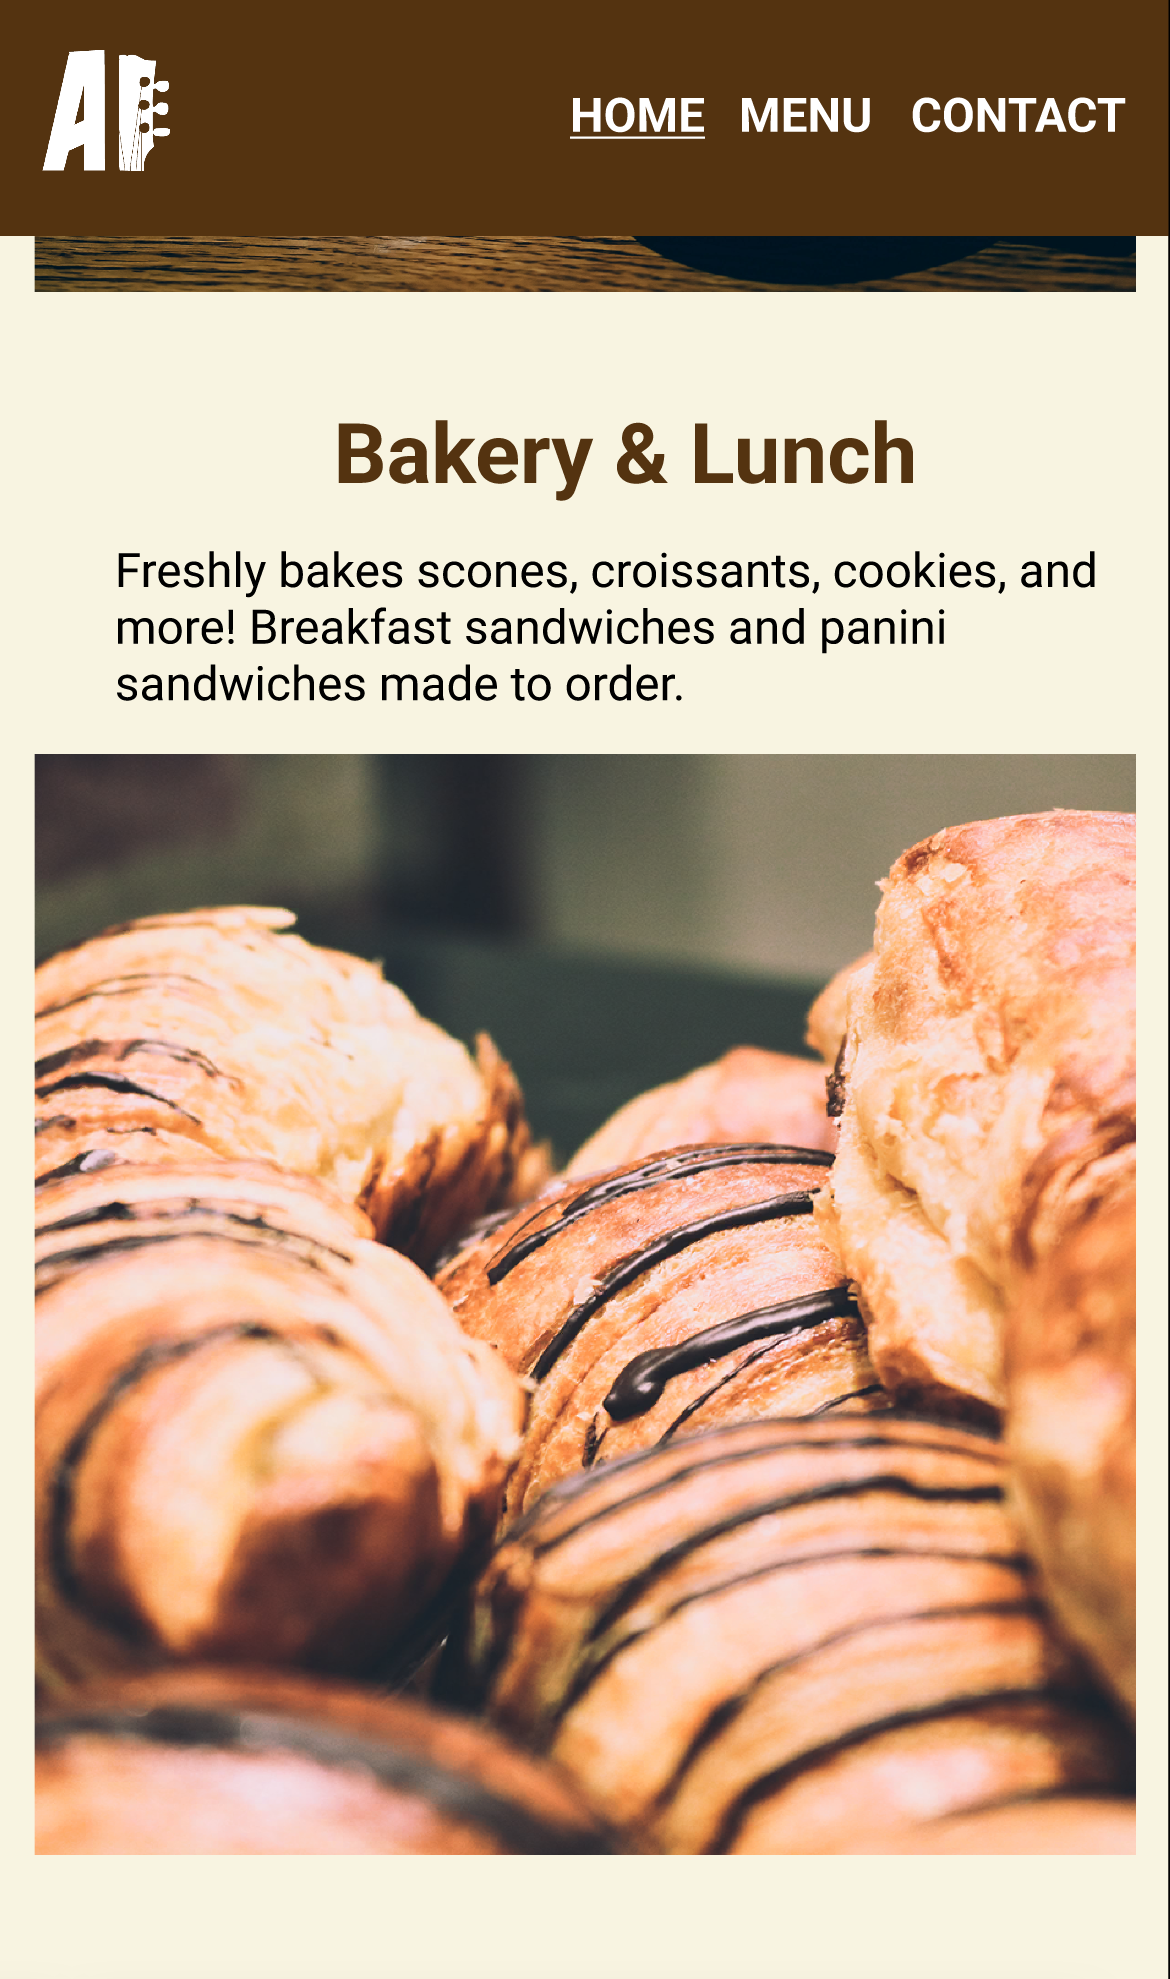 HOME MENU CONTACT
Bakery & Lunch
Freshly bakes scones, croissants, cookies, and
more! Breakfast sandwiches and panini
sandwiches made to order.